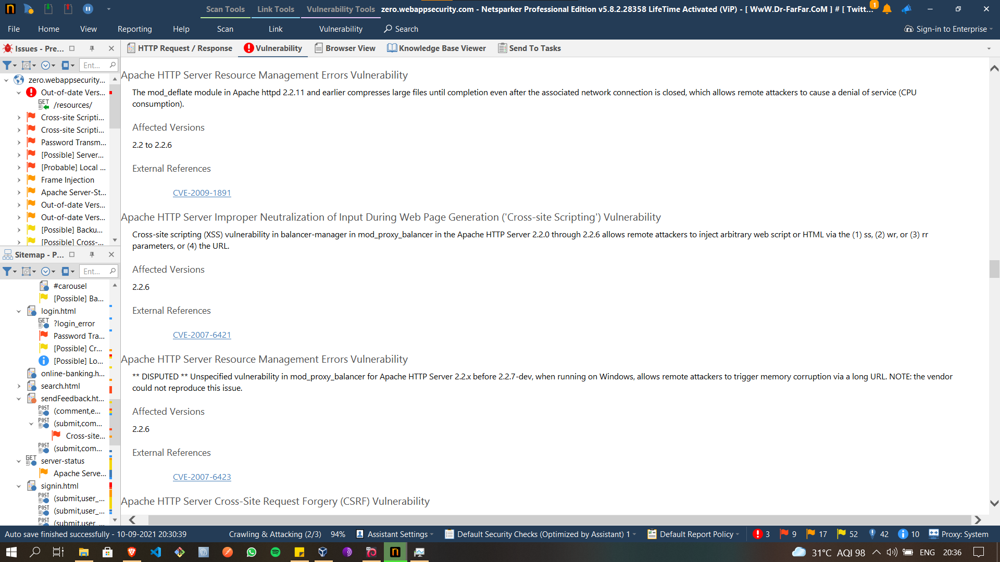 Scan Tools
Link Tools
Vulnerability Tools
zero.webappsecurity.com - Netsparker Professional Edition v5.8.2.28358 LifeTime Activated (ViP) - [ WwW.Dr-FarFar.CoM ] # [ Twitt...
1
File
Home
View
Reporting
Help
Scan
Link
Vulnerability
Search
Sign-in to Enterprise
Issues - Pre...
HTTP Request / Response
Vulnerability
Browser View
Knowledge Base Viewer
Send To Tasks
Ent...
zero.webappsecurity...
Out-of-date Vers...
GET
/resources/
Cross-site Scripti...
Cross-site Scripti...
Password Transm...
[Possible] Server...
[Probable] Local ...
Frame Injection
Apache Server-St...
Out-of-date Vers...
Out-of-date Vers...
[Possible] Backu...
[Possible] Cross-...
Sitemap - P...
Ent...
#carousel
[Possible] Ba...
login.html
GET
?login_error
Password Tra...
[Possible] Cr...
[Possible] Lo...
online-banking.h...
search.html
sendFeedback.ht...
POST
(comment,e...
POST
(submit,com...
Cross-site...
POST
(submit,com...
GET
server-status
Apache Serve...
signin.html
POST
(submit,user_...
POST
(submit,user_...
POST
(submit,user_...
Apache HTTP Server Resource Management Errors Vulnerability
The mod_deflate module in Apache httpd 2.2.11 and earlier compresses large files until completion even after the associated network connection is closed, which allows remote attackers to cause a denial of service (CPU
consumption).
Affected Versions
2.2 to 2.2.6
External References
CVE-2009-1891
Apache HTTP Server Improper Neutralization of Input During Web Page Generation ('Cross-site Scripting') Vulnerability
Cross-site scripting (XSS) vulnerability in balancer-manager in mod_proxy_balancer in the Apache HTTP Server 2.2.0 through 2.2.6 allows remote attackers to inject arbitrary web script or HTML via the (1) ss, (2) wr, or (3) rr
parameters, or (4) the URL.
Affected Versions
2.2.6
External References
CVE-2007-6421
Apache HTTP Server Resource Management Errors Vulnerability
** DISPUTED ** Unspecified vulnerability in mod_proxy_balancer for Apache HTTP Server 2.2.x before 2.2.7-dev, when running on Windows, allows remote attackers to trigger memory corruption via a long URL. NOTE: the vendor
could not reproduce this issue.
Affected Versions
2.2.6
External References
CVE-2007-6423
Apache HTTP Server Cross-Site Request Forgery (CSRF) Vulnerability
Auto save finished successfully - 10-09-2021 20:30:39
Crawling & Attacking (2/3)
94%
Assistant Settings
Default Security Checks (Optimized by Assistant) 1
Default Report Policy
3
9
17
52
42
10
Proxy: System
31°C AQI 98
ENG
20:36